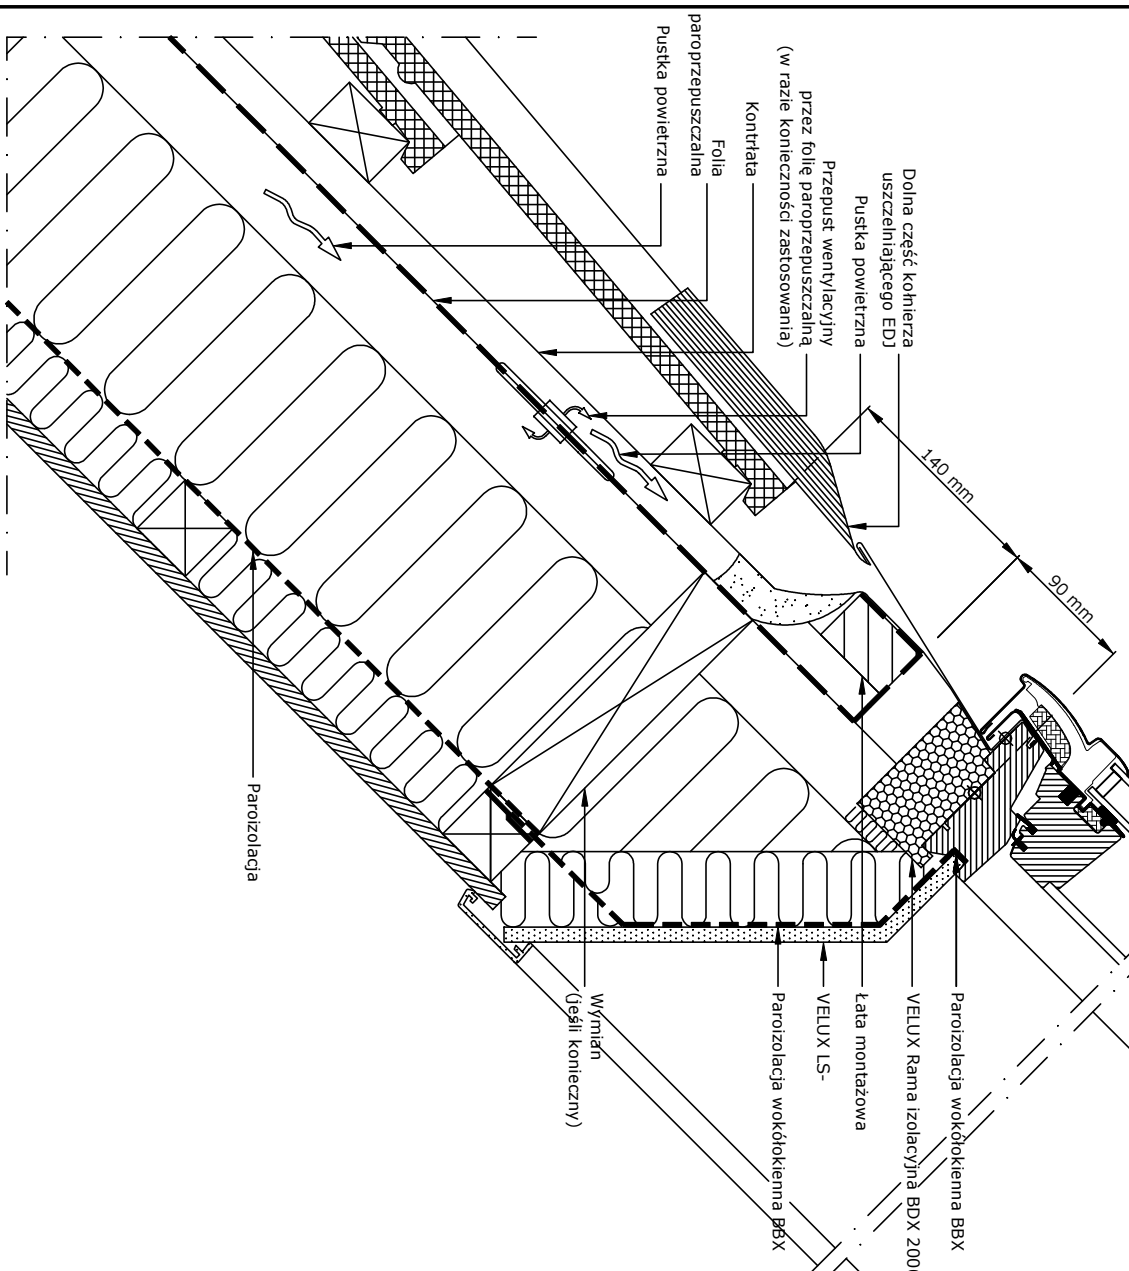 Dolna część kołnierza
uszczelniającego EDJ
Pustka powietrzna
Przepust wentylacyjny
przez folię paroprzepuszczalną
(w razie konieczności zastosowania)
Kontrłata
Folia
paroprzepuszczalna
Pustka powietrzna
140 mm
90 mm
Paroizolacja wokółokienna BBX
VELUX Rama izolacyjna BDX 2000
Łata montażowa
VELUX LS-
Paroizolacja wokółokienna BBX
Wymian
(jeśli konieczny)
Paroizolacja